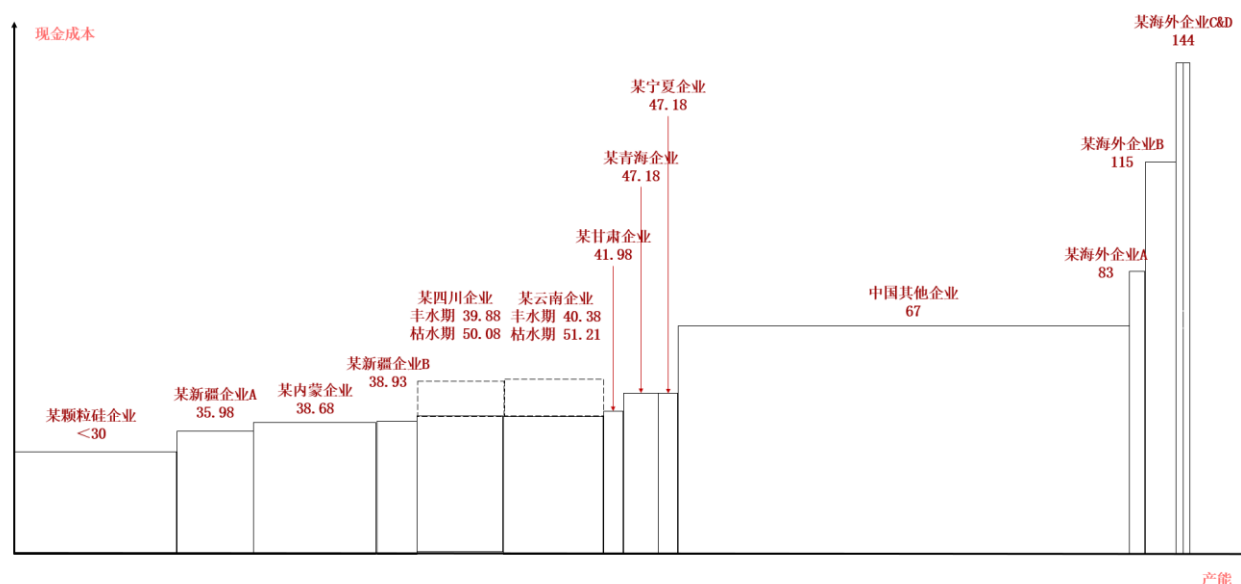 现金成本
某颗粒硅企业
<30
某新疆企业A
35.98
某内蒙企业
38.68
某新疆企业B
38.93
某四川企业
丰水期 39.88
枯水期 50.08
某云南企业
丰水期 40.38
枯水期 51.21
某甘肃企业
41.98
某青海企业
47.18
某宁夏企业
47.18
中国其他企业
67
某海外企业A
83
某海外企业B
115
某海外企业C&D
144
产能